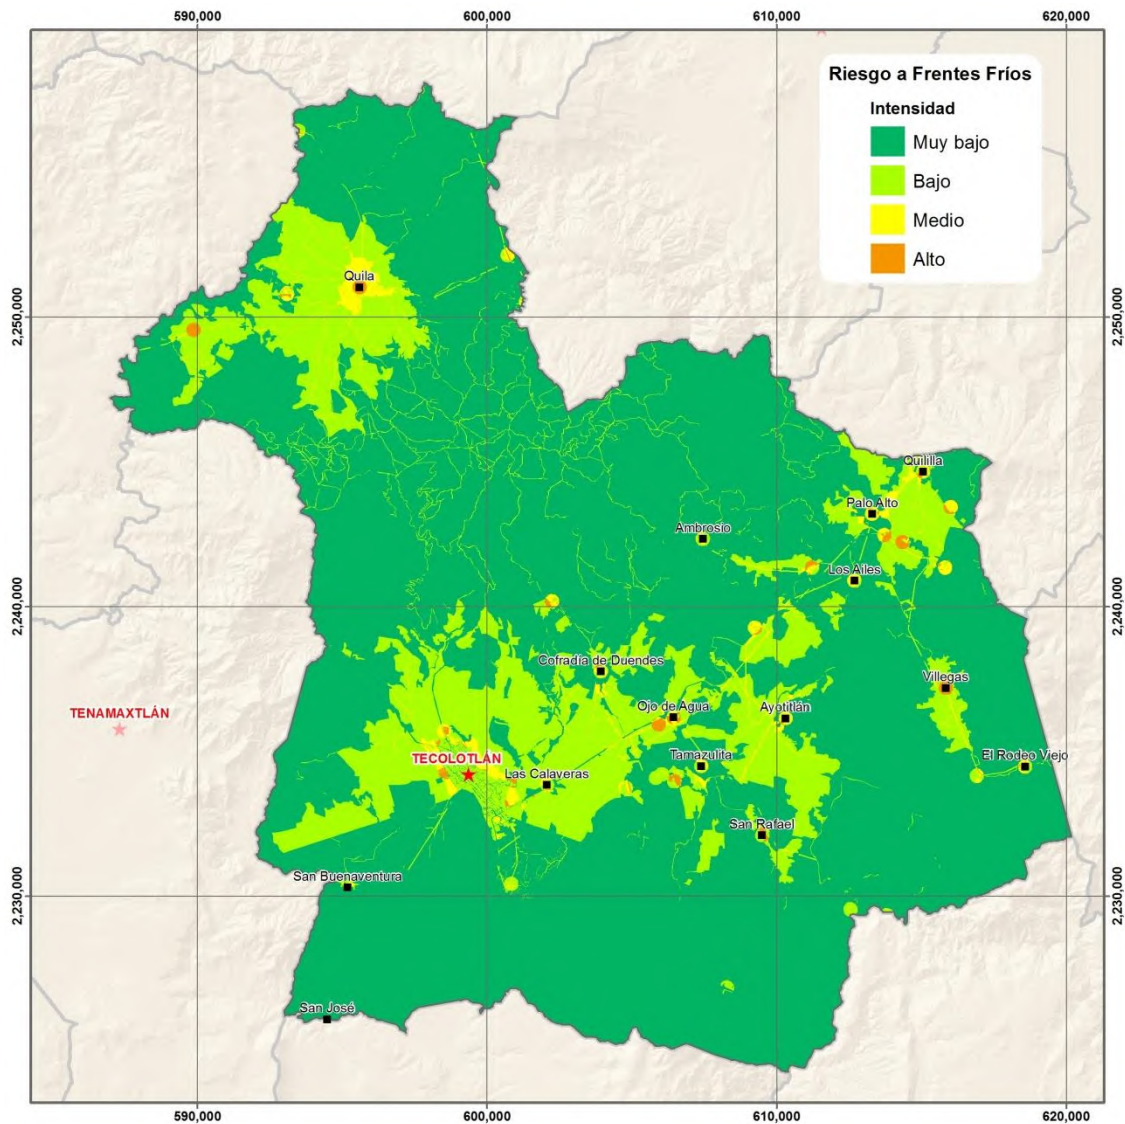 590,000
600,000
610,000
620,000
Riesgo a Frentes Fríos
Intensidad
Muy bajo
Bajo
Medio
Alto
Quila
2,250,000
2,250,000
Quililla
Palo Alto
Ambrosio
Los Ailes
2,240,000
2,240,000
Cofradía de Duendes
Villegas
Ojo de Agua
Ayotitlán
TENAMAXTLÁN
TECOLOTLÁN
Tamazulita
El Rodeo Viejo
Las Calaveras
San Rafael
San Buenaventura
2,230,000
2,230,000
San José
590,000
600,000
610,000
620,000